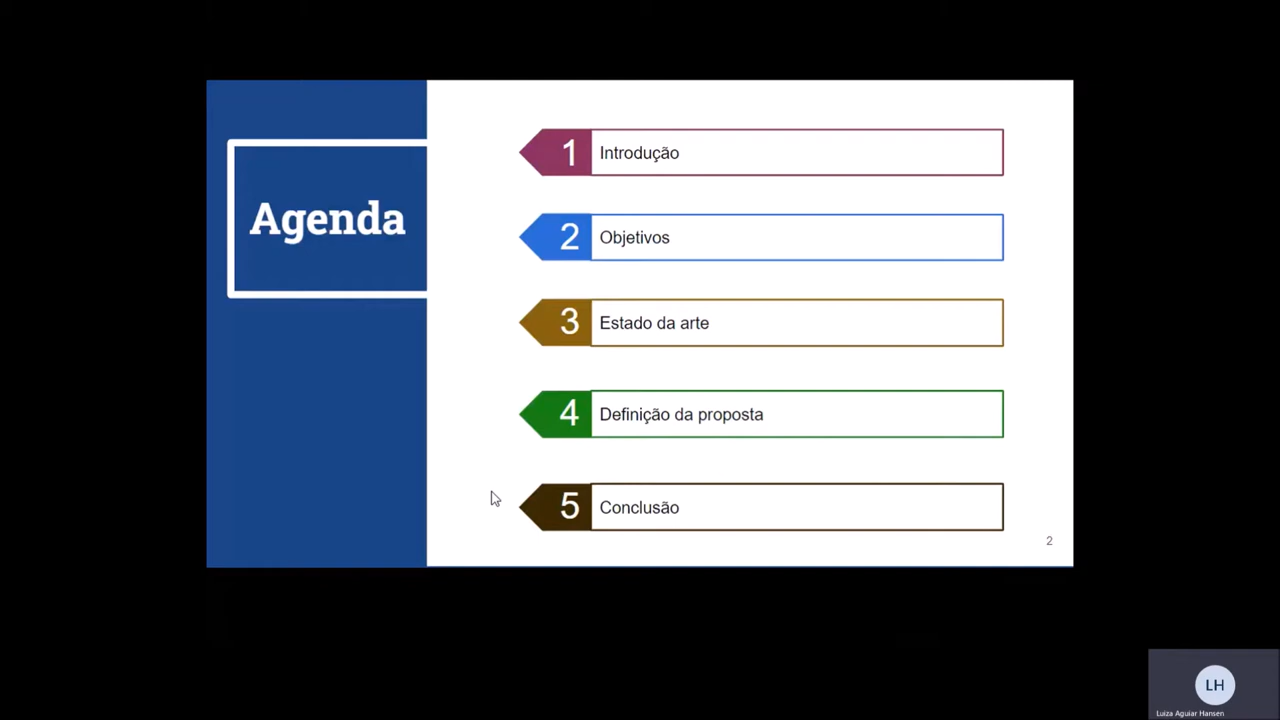 Agenda
1 Introdução
2 Objetivos
3 Estado da arte
4 Definição da proposta
5 Conclusão
2
LH
Luiza Aguiar Hansen